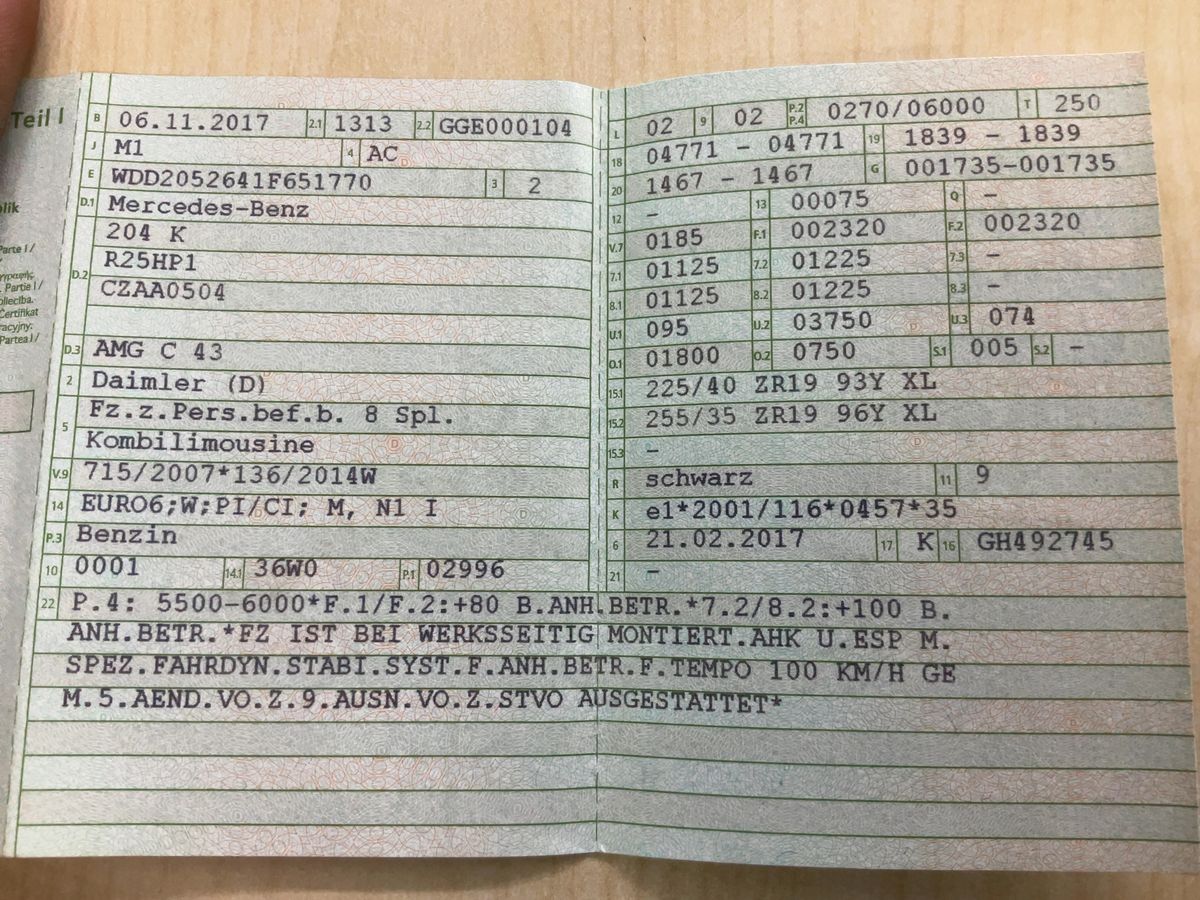 Teil I
B 06.11.2017 2.1 1313 2.2 GGE000104
J M1 4 AC
E WDD2052641F651770 3 2
D.1 Mercedes-Benz
204 K
D.2 R25HP1
CZAA0504
D.3 AMG C 43
2 Daimler (D)
5 Fz.z.Pers.bef.b. 8 Spl.
Kombilimousine
V.9 715/2007*136/2014W
14 EURO6;W;PI/CI; M, N1 I
P.3 Benzin
10 0001 14.1 36W0 P.1 02996
L 02 9 02 P.2 P.4 0270/06000 T 250
18 04771 - 04771 19 1839 - 1839
20 1467 - 1467 G 001735-001735
12 - 13 00075 Q -
V.7 0185 F.1 002320 F.2 002320
7.1 01125 7.2 01225 7.3 -
8.1 01125 8.2 01225 8.3 -
U.1 095 U.2 03750 U.3 074
O.1 01800 O.2 0750 S.1 005 S.2 -
15.1 225/40 ZR19 93Y XL
15.2 255/35 ZR19 96Y XL
15.3 -
R schwarz 11 9
K e1*2001/116*0457*35
6 21.02.2017 17 K 16 GH492745
21 -
22 P.4: 5500-6000*F.1/F.2:+80 B.ANH.BETR.*7.2/8.2:+100 B.
ANH.BETR.*FZ IST BEI WERKSSEITIG MONTIERT.AHK U.ESP M.
SPEZ.FAHRDYN.STABI.SYST.F.ANH.BETR.F.TEMPO 100 KM/H GE
M.5.AEND.VO.Z.9.AUSN.VO.Z.STVO AUSGESTATTET*
blik
Parte I /
Partie I /
Parte I /